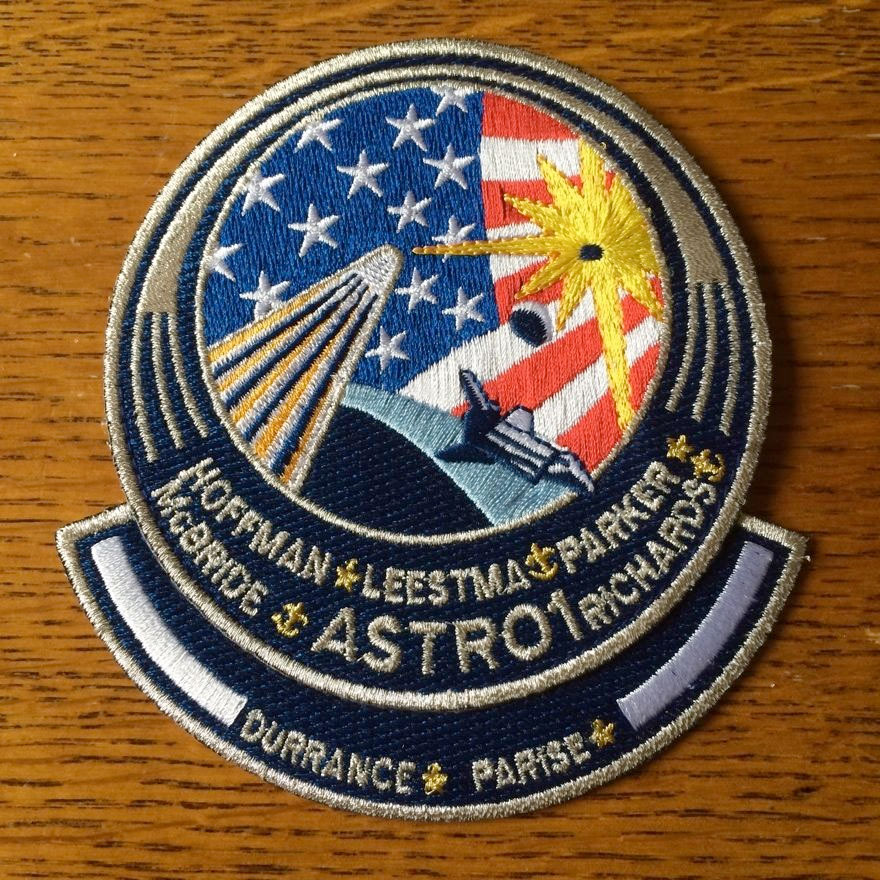 HOFFMAN LEESTMA PARKER
McBRIDE ASTRO1 RICHARDS
DURRANCE PARISE